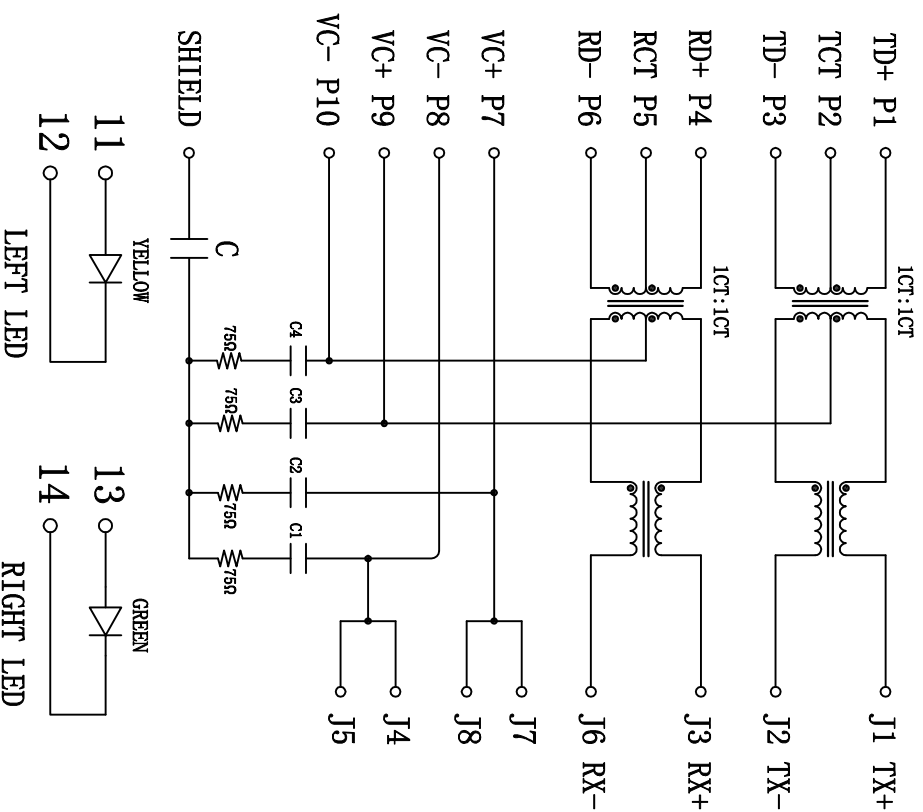 TD+ P1
TCT P2
TD- P3
RD+ P4
RCT P5
RD- P6
VC+ P7
VC- P8
VC+ P9
VC- P10
SHIELD
1CT:1CT
1CT:1CT
C
C4
C3
C2
C1
75Ω
75Ω
75Ω
75Ω
J1 TX+
J2 TX-
J3 RX+
J6 RX-
J7
J8
J4
J5
11
12
YELLOW
LEFT LED
13
14
GREEN
RIGHT LED